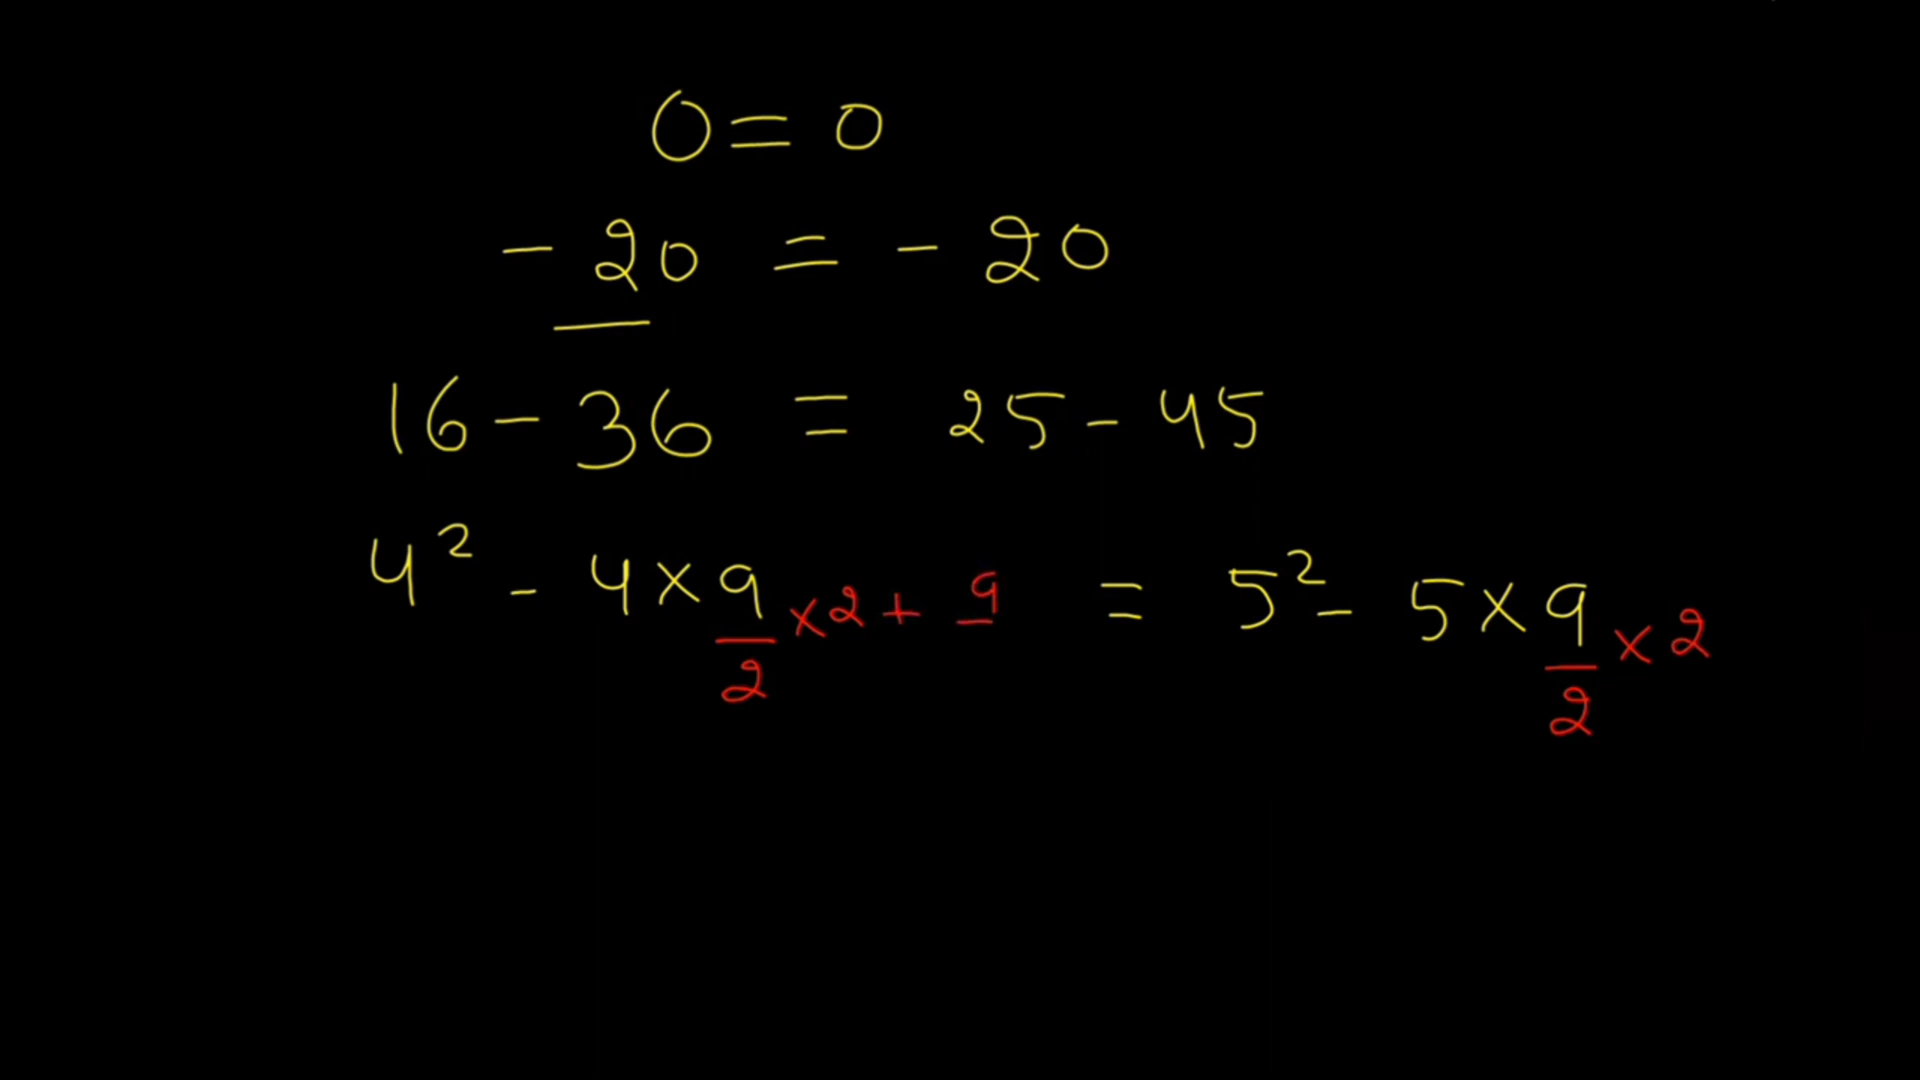 0 = 0
- 20 = - 20
16 - 36 = 25 - 45
4² - 4 × 9/2 × 2 + 9 = 5² - 5 × 9/2 × 2